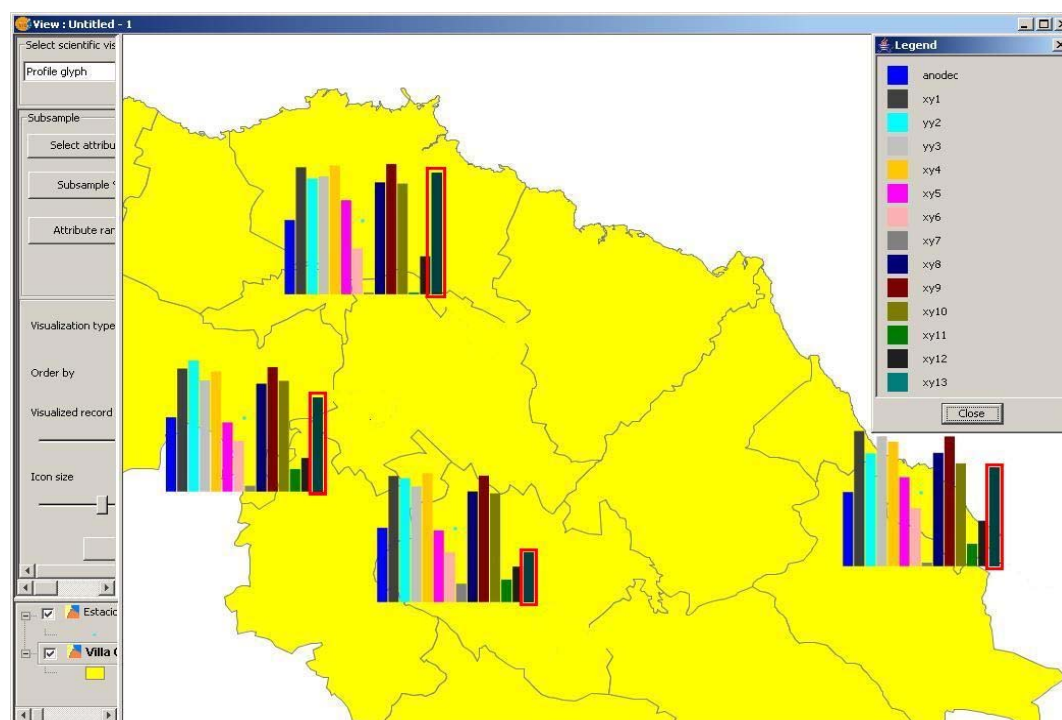 View : Untitled - 1
Select scientific vis
Profile glyph
Subsample
Select attribu
Subsample
Attribute rar
Visualization type
Order by
Visualized record
Icon size
Estacio
Villa
Legend
anodec
xy1
yy2
yy3
xy4
xy5
xy6
xy7
xy8
xy9
xy10
xy11
xy12
xy13
Close